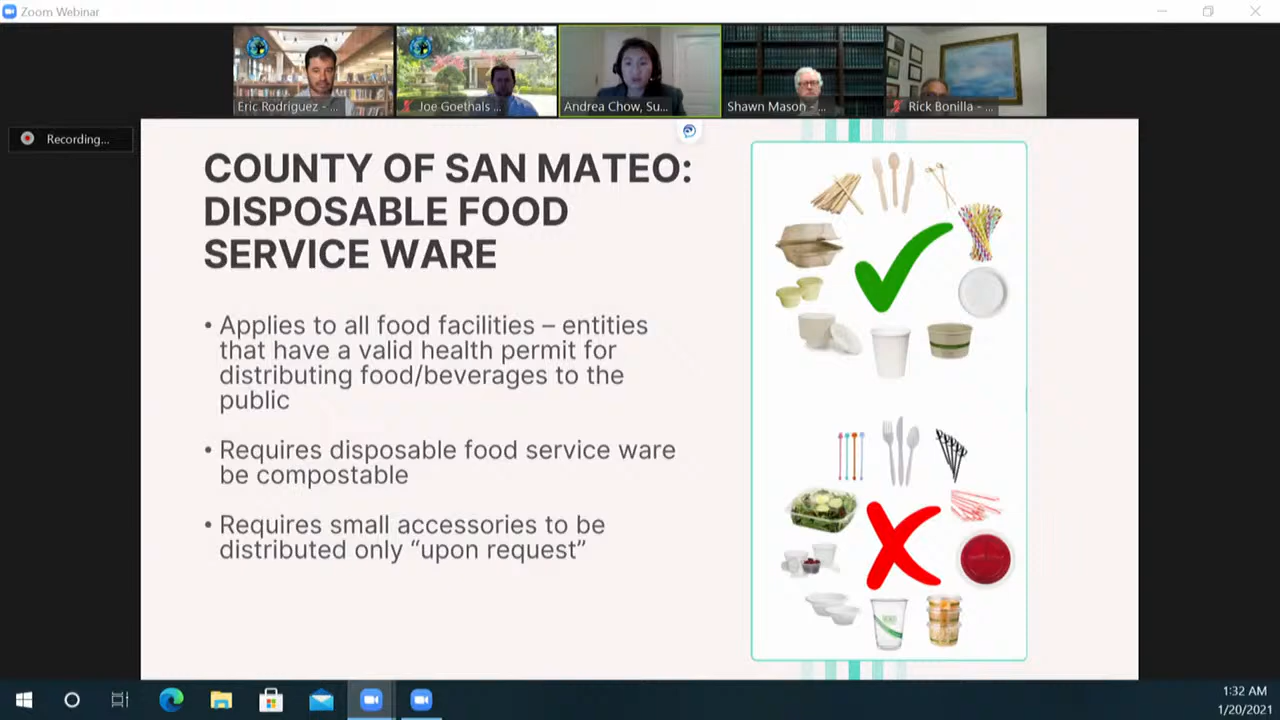 Zoom Webinar
Eric Rodriguez - ...
Joe Goethals ...
Andrea Chow, Su...
Shawn Mason - ...
Rick Bonilla - ...
Recording...
COUNTY OF SAN MATEO:
DISPOSABLE FOOD
SERVICE WARE
• Applies to all food facilities – entities
that have a valid health permit for
distributing food/beverages to the
public
• Requires disposable food service ware
be compostable
• Requires small accessories to be
distributed only “upon request”
1:32 AM
1/20/2021